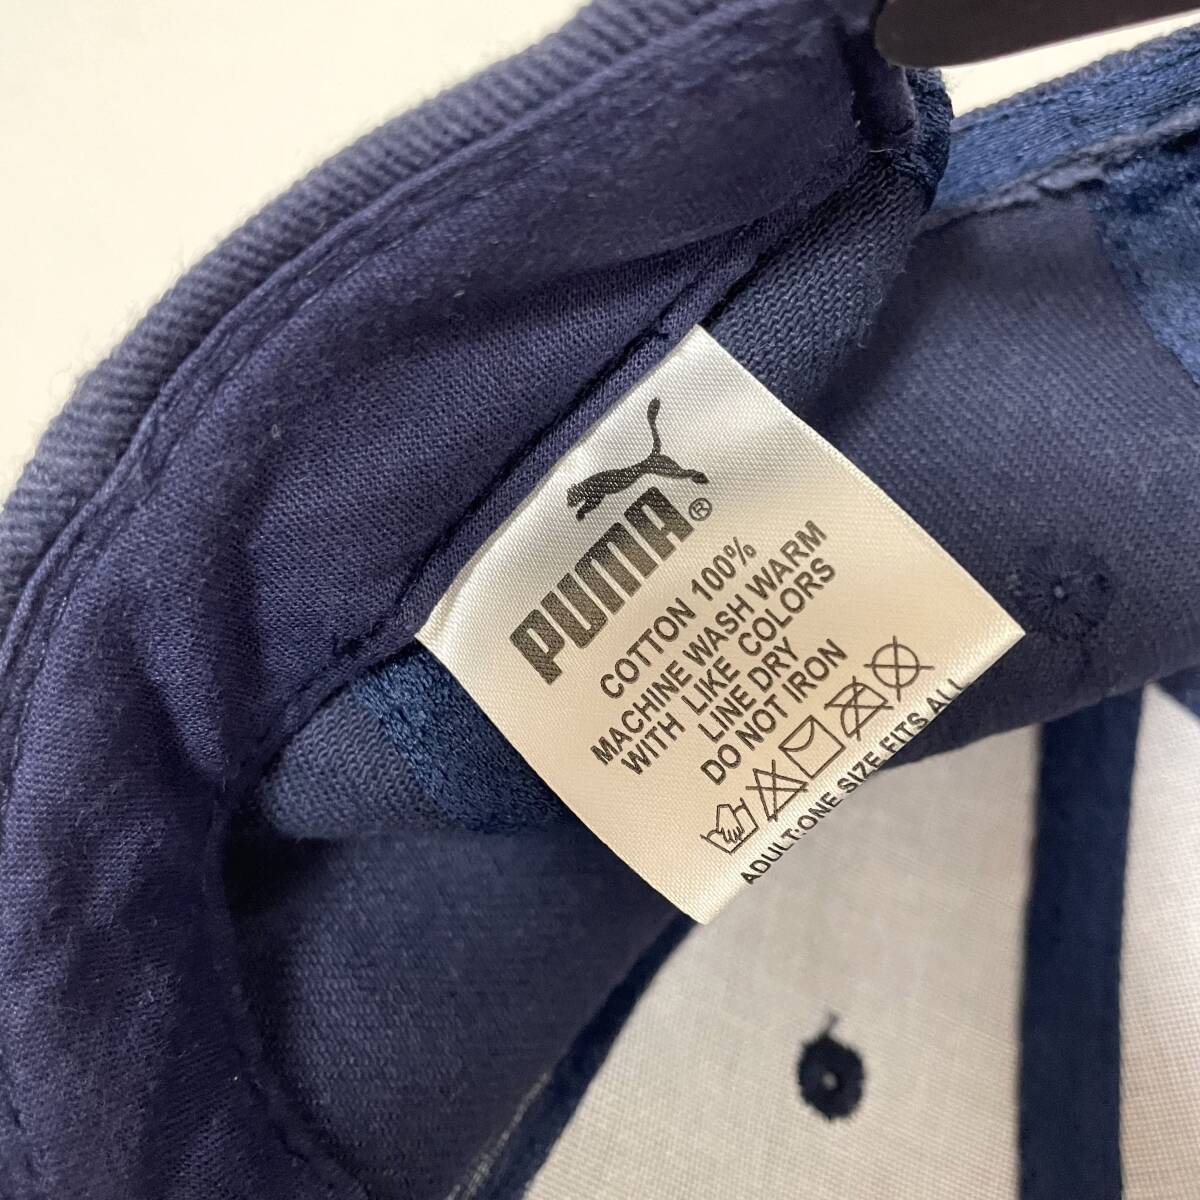 PUMA®
COTTON 100%
MACHINE WASH WARM
WITH LIKE COLORS
LINE DRY
DO NOT IRON
ADULT:ONE SIZE FITS ALL